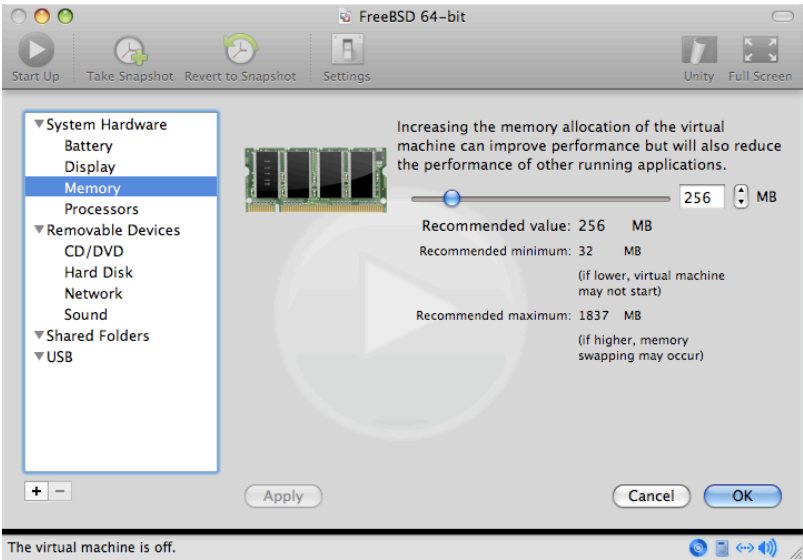 FreeBSD 64-bit
Start Up Take Snapshot Revert to Snapshot Settings Unity Full Screen
System Hardware
Battery
Display
Memory
Processors
Removable Devices
CD/DVD
Hard Disk
Network
Sound
Shared Folders
USB
Increasing the memory allocation of the virtual
machine can improve performance but will also reduce
the performance of other running applications.
256 MB
Recommended value: 256 MB
Recommended minimum: 32 MB
(if lower, virtual machine
may not start)
Recommended maximum: 1837 MB
(if higher, memory
swapping may occur)
+ −
Apply Cancel OK
The virtual machine is off.